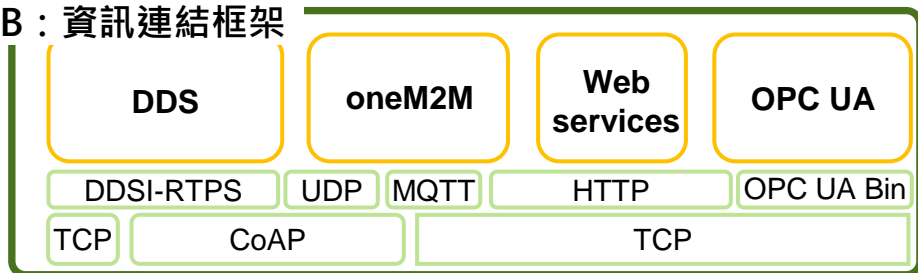 B：資訊連結框架
DDS
oneM2M
Web
services
OPC UA
DDSI-RTPS
UDP
MQTT
HTTP
OPC UA Bin
TCP
CoAP
TCP